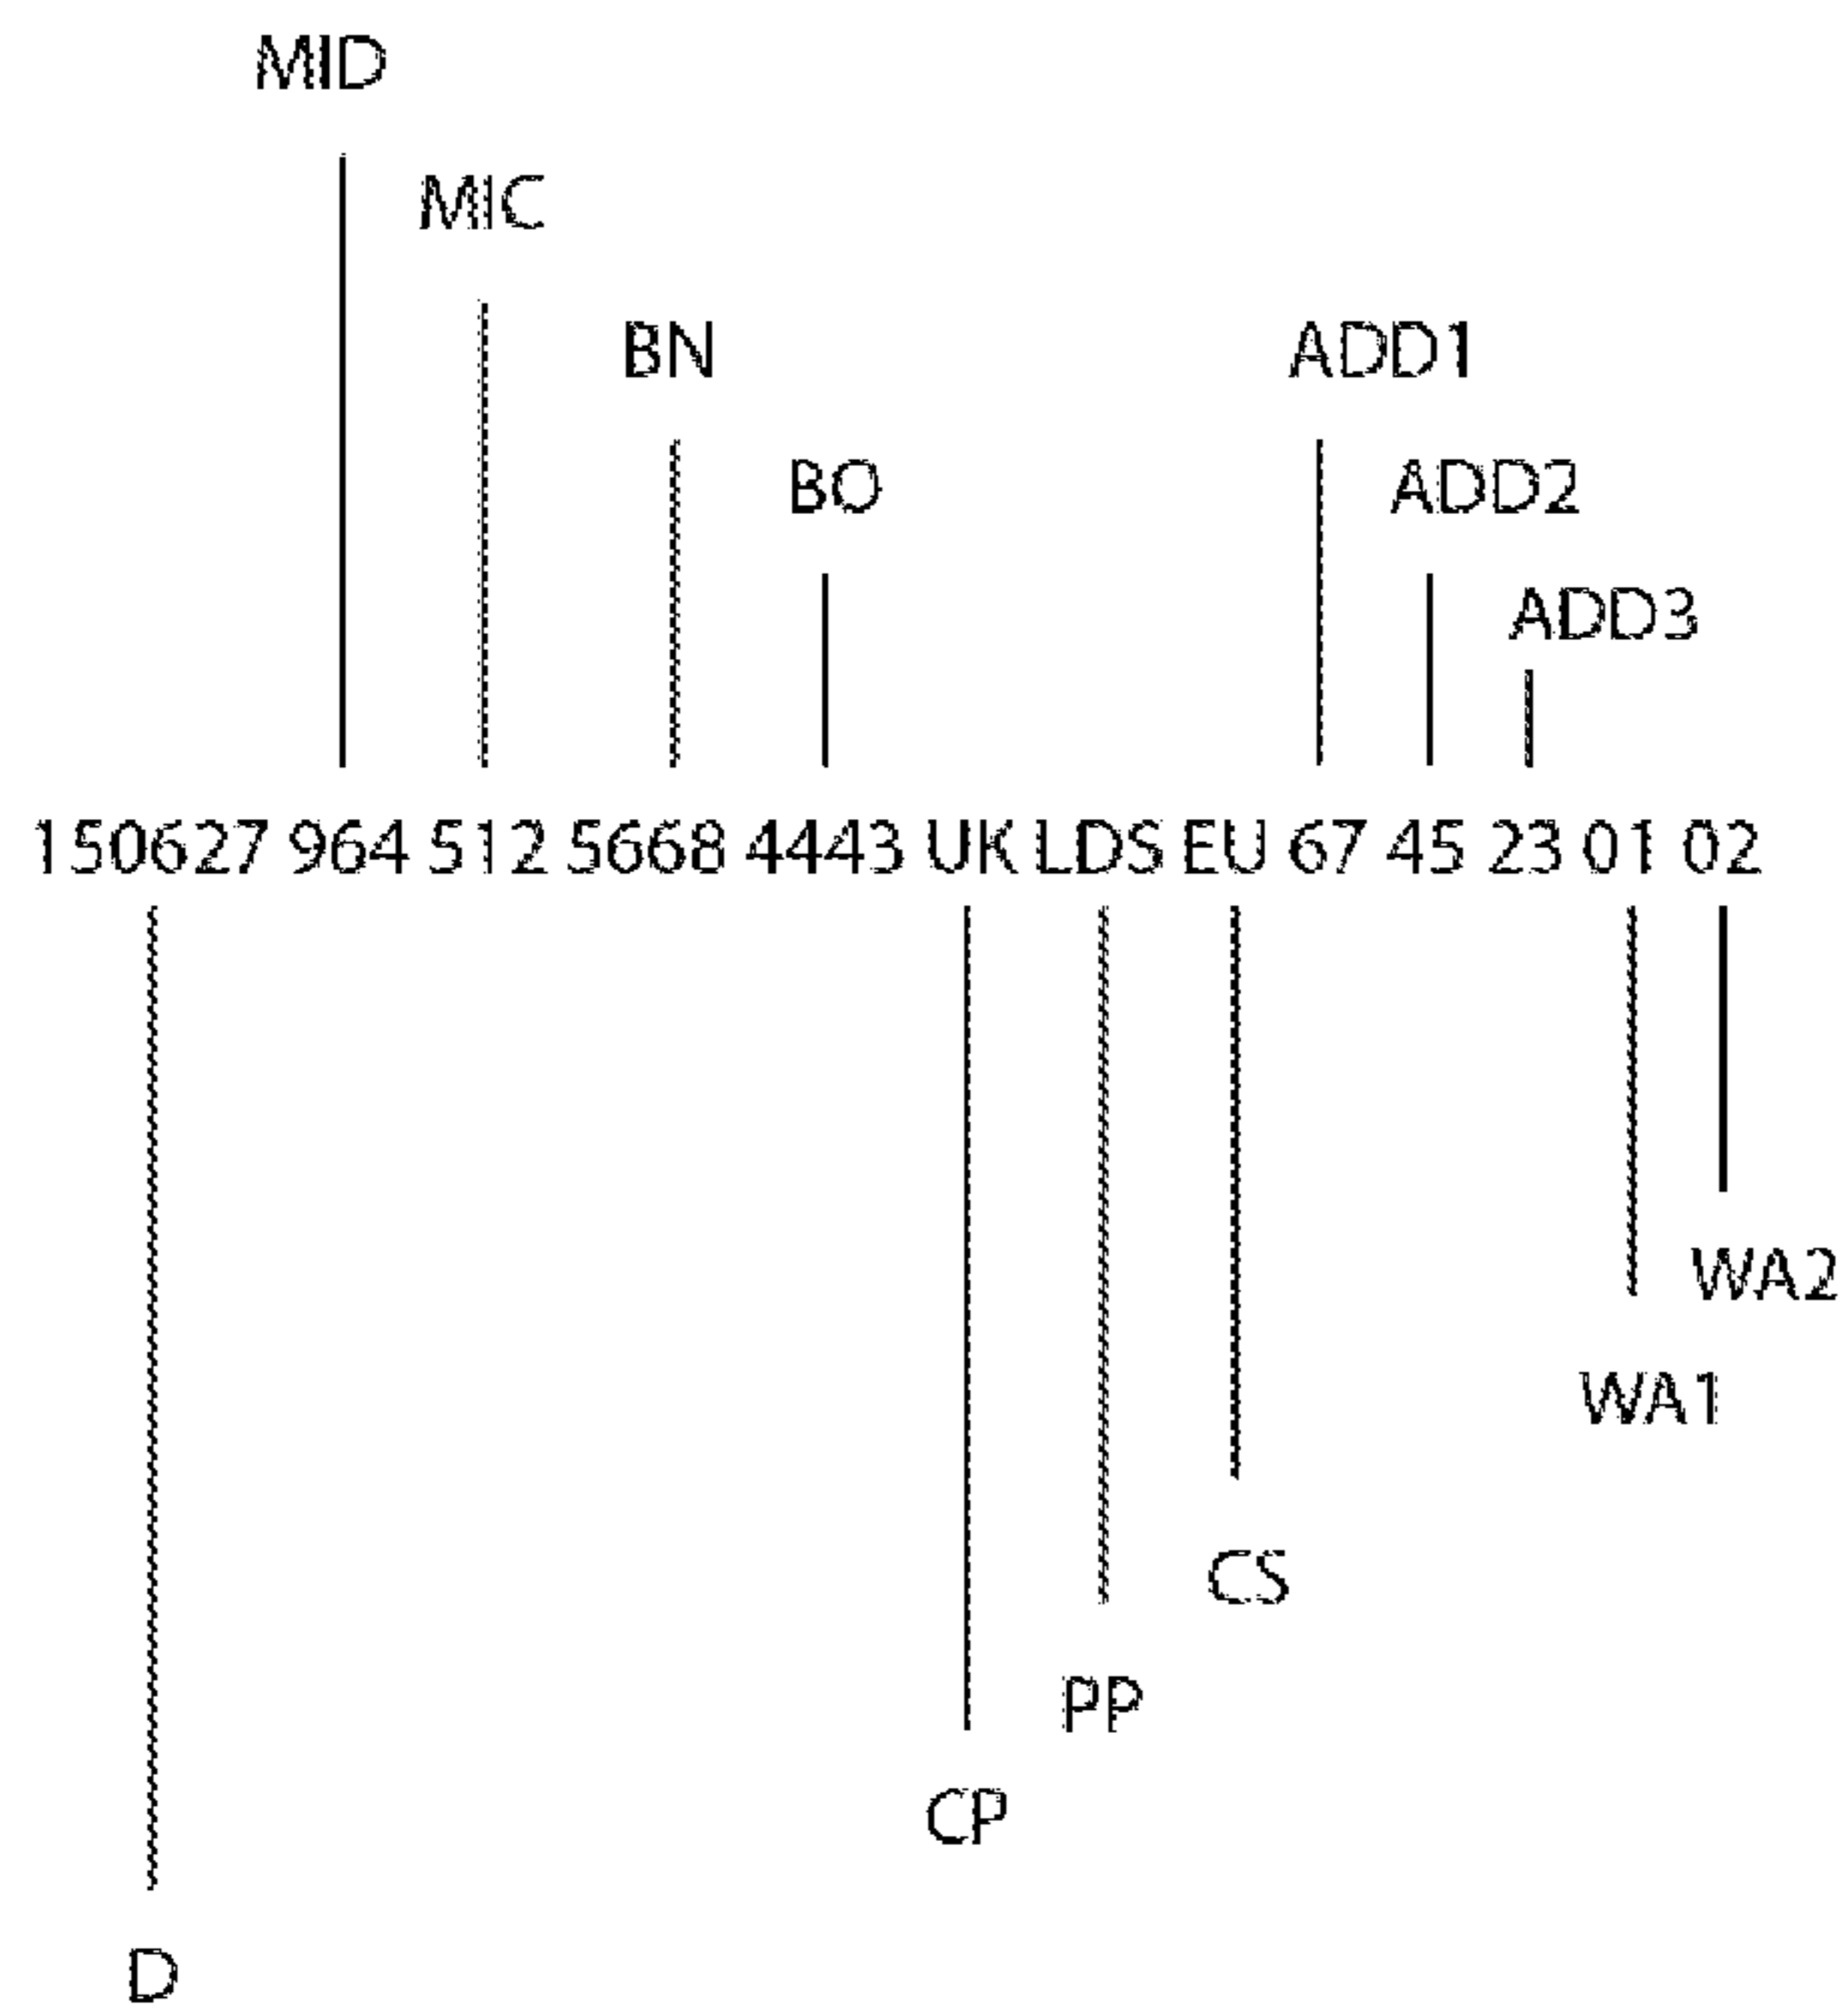 MID
MIC
BN ADD1
BO ADD2
ADD3
150627 964 512 5668 4443 UK LDS EU 67 45 23 01 02
WA2
WA1
CS
PP
CP
D